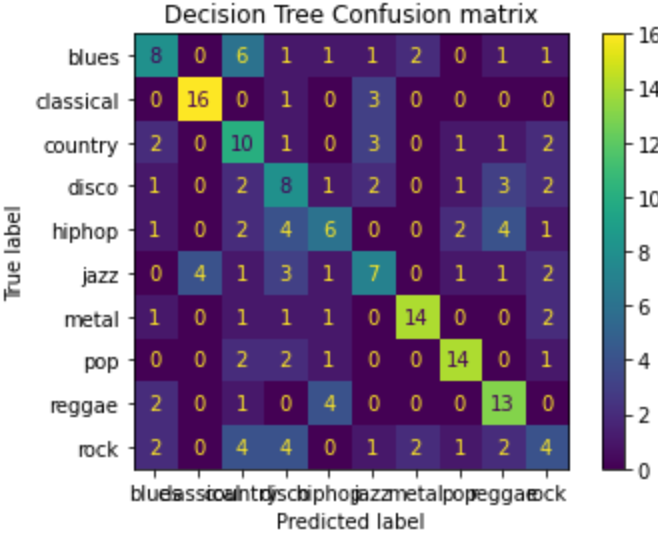 Decision Tree Confusion matrix
True label
blues 8 0 6 1 1 1 2 0 1 1
classical 0 16 0 1 0 3 0 0 0 0
country 2 0 10 1 0 3 0 1 1 2
disco 1 0 2 8 1 2 0 1 3 2
hiphop 1 0 2 4 6 0 0 2 4 1
jazz 0 4 1 3 1 7 0 1 1 2
metal 1 0 1 1 1 0 14 0 0 2
pop 0 0 2 2 1 0 0 14 0 1
reggae 2 0 1 0 4 0 0 0 13 0
rock 2 0 4 4 0 1 2 1 2 4
blues classical country disco hiphop jazz metal pop reggae rock
Predicted label
16
14
12
10
8
6
4
2
0